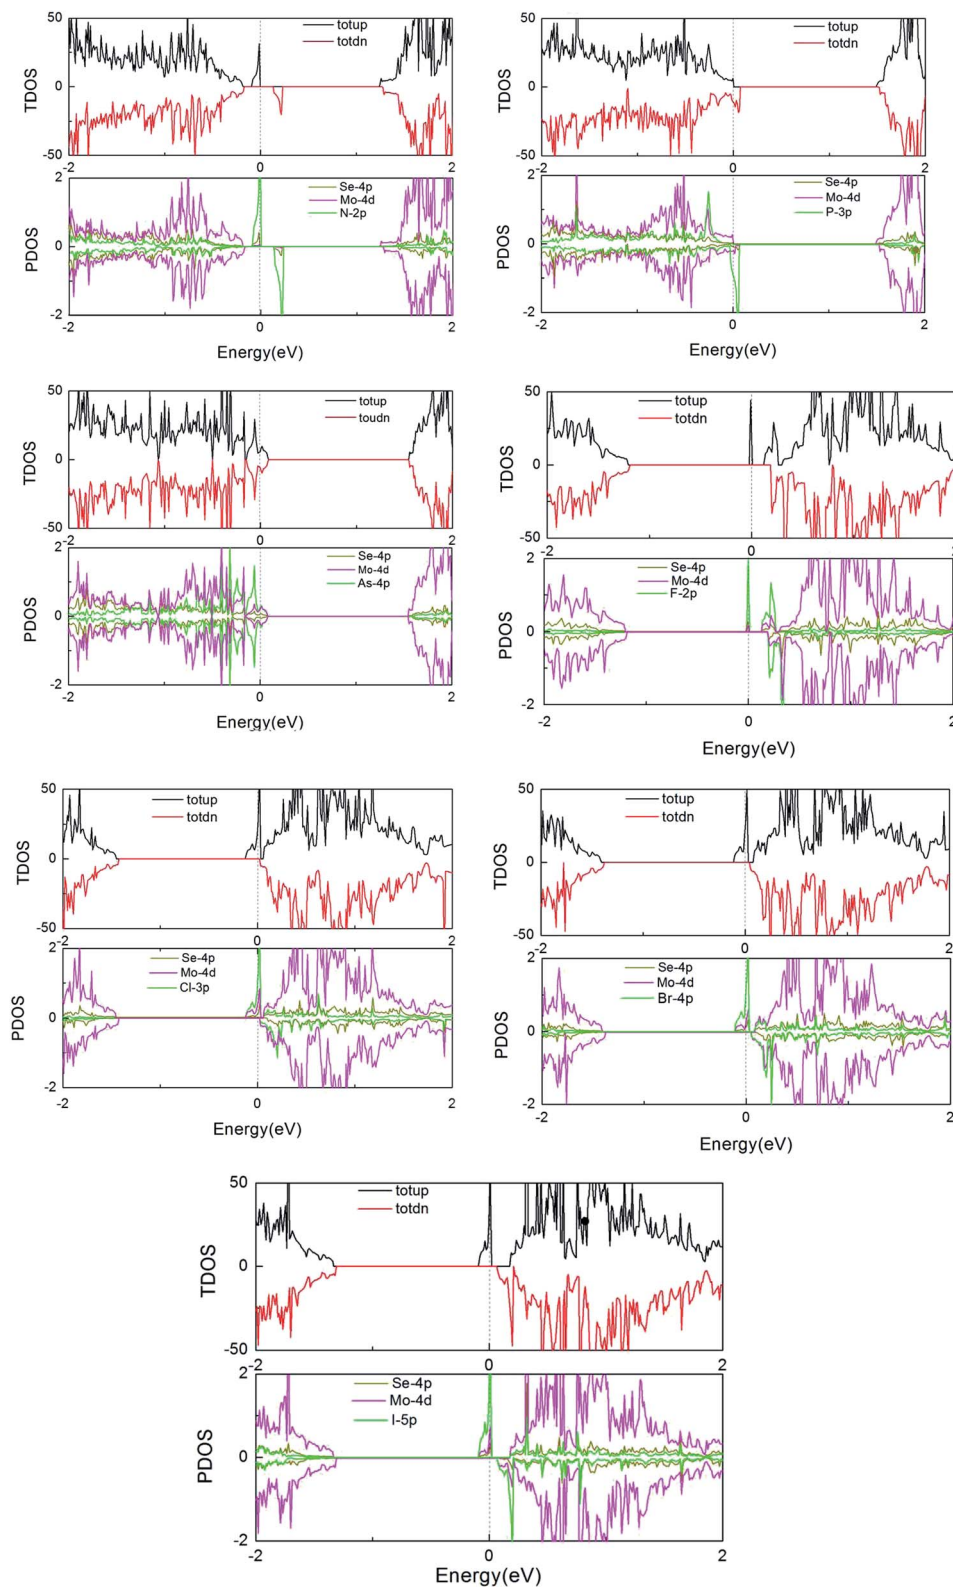 50
totup
totdn
TDOS
0
-50
-2
0
2
2
Se-4p
Mo-4d
N-2p
PDOS
0
-2
-2
0
2
Energy(eV)
50
totup
totdn
TDOS
0
-50
-2
0
2
2
Se-4p
Mo-4d
P-3p
PDOS
0
2
-2
0
2
Energy(eV)
50
totup
toudn
TDOS
0
-50
-2
0
2
2
Se-4p
Mo-4d
As-4p
PDOS
0
-2
-2
0
2
Energy(eV)
50
totup
totdn
TDOS
0
-50
-2
0
2
2
Se-4p
Mo-4d
F-2p
PDOS
0
-2
-2
0
2
Energy(eV)
50
totup
totdn
TDOS
0
-50
-2
0
2
2
Se-4p
Mo-4d
Cl-3p
PDOS
0
-2
-2
0
2
Energy(eV)
50
totup
totdn
TDOS
0
-50
-2
0
2
2
Se-4p
Mo-4d
Br-4p
PDOS
0
-2
-2
0
2
Energy(eV)
50
totup
totdn
TDOS
0
-50
-2
0
2
2
Se-4p
Mo-4d
I-5p
PDOS
0
-2
-2
0
2
Energy(eV)